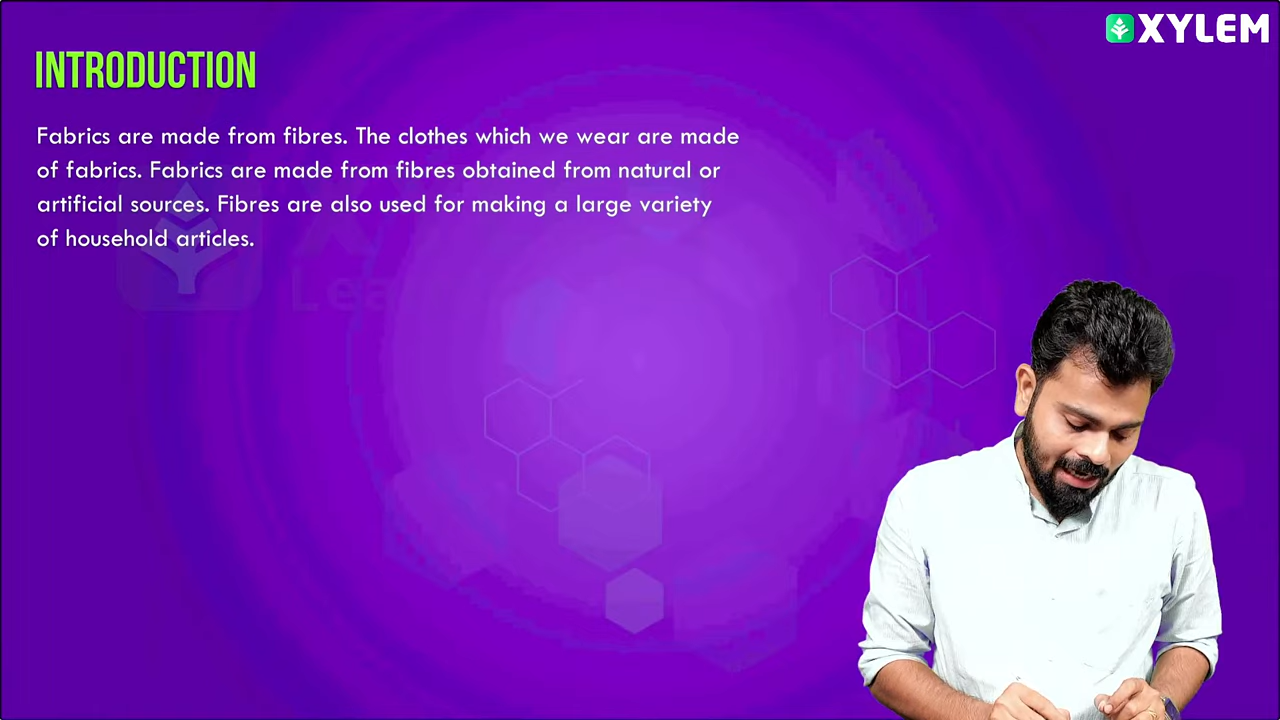 XYLEM
INTRODUCTION
Fabrics are made from fibres. The clothes which we wear are made
of fabrics. Fabrics are made from fibres obtained from natural or
artificial sources. Fibres are also used for making a large variety
of household articles.